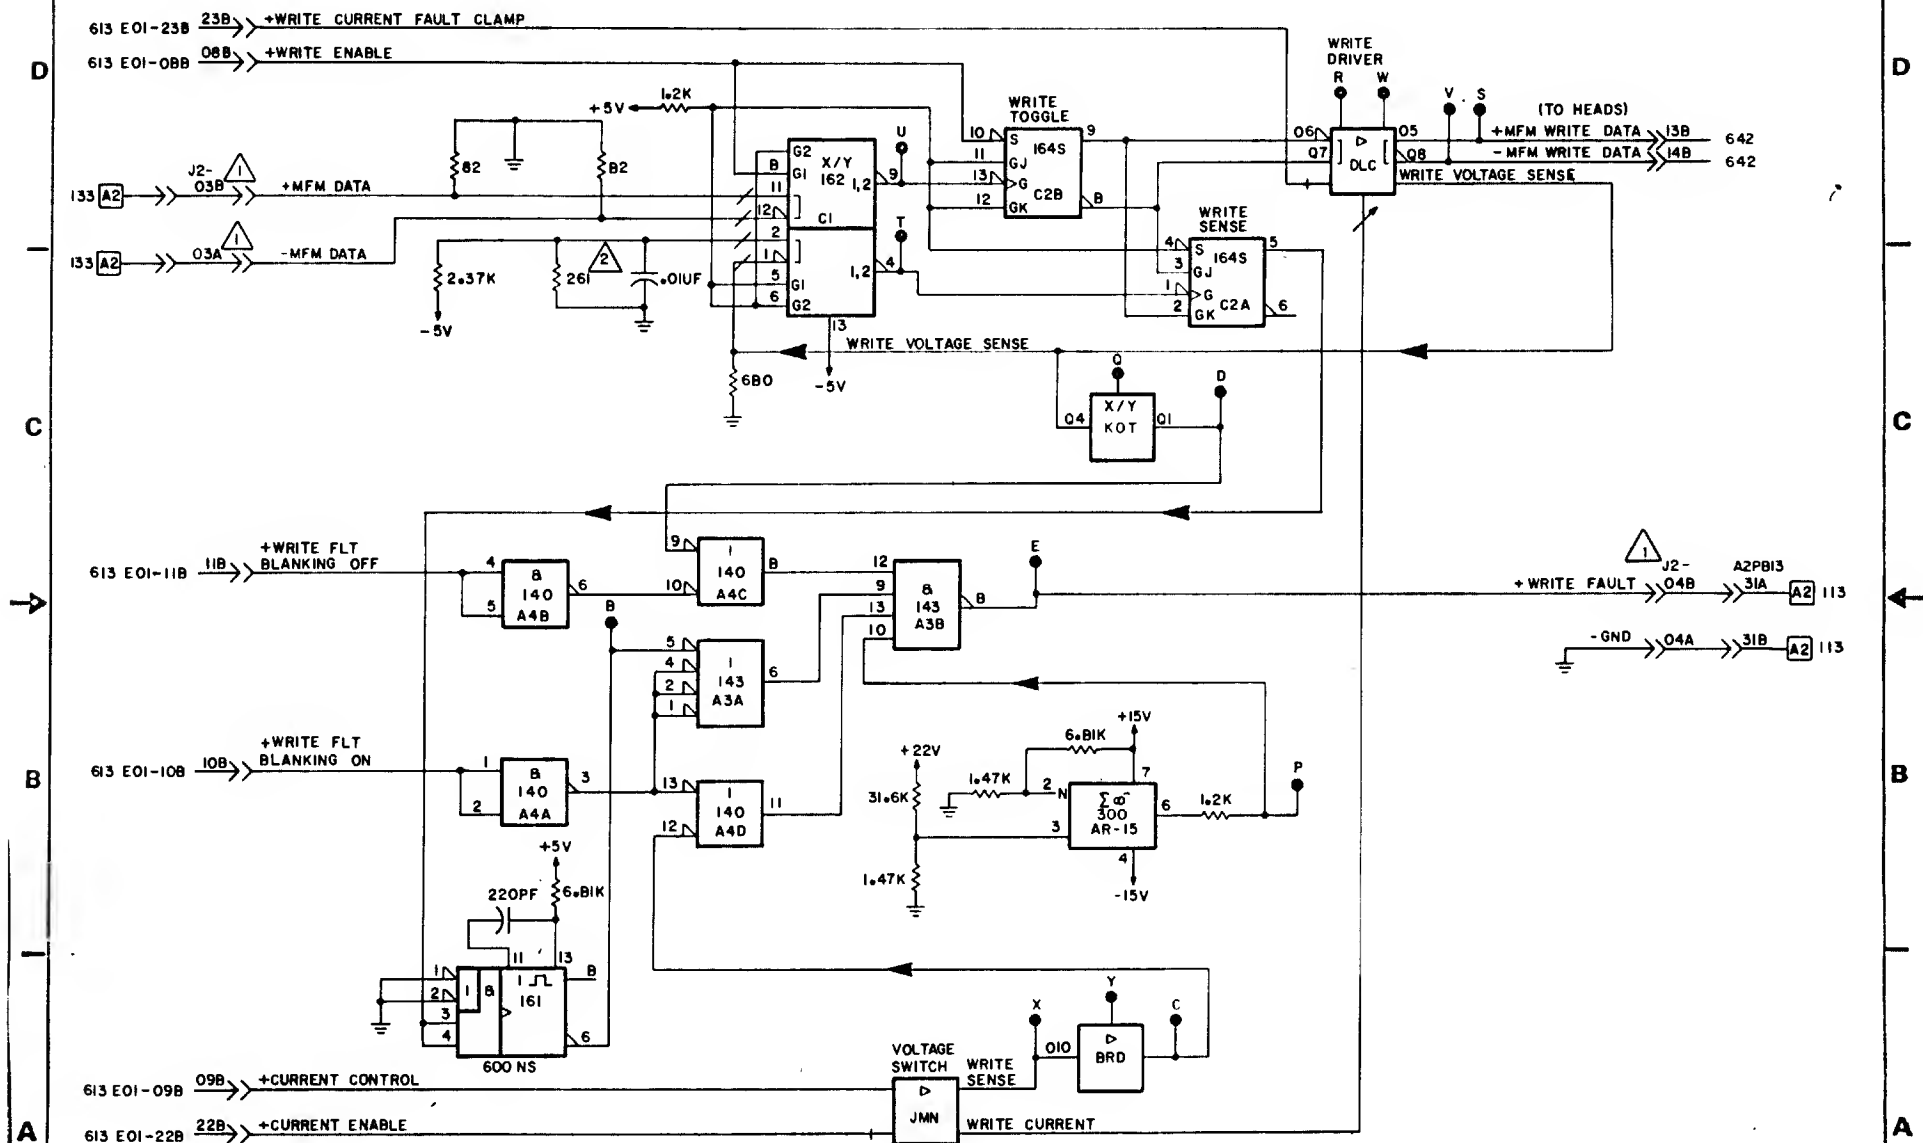 613 E01-23B 23B +WRITE CURRENT FAULT CLAMP
613 E01-0BB 08B +WRITE ENABLE
D
D
WRITE
DRIVER
R W
V S
(TO HEADS)
+5V 1.2K
WRITE
TOGGLE
10 S 9
164S
11 GJ
13 G
C2B
12 GK B
06 05 +MFM WRITE DATA 13B 642
Q7 DLC Q8 -MFM WRITE DATA 14B 642
WRITE VOLTAGE SENSE
82
B2
U
G2 X/Y
B G1 162 1,2 9
11
12 C1
T
2
1 1,2 4
5 G1
6 G2
13
-5V
J2- 1
133 A2 03B +MFM DATA
1
133 A2 03A -MFM DATA
2.37K
-5V
261 2 .01UF
WRITE
SENSE
4 S 5
164S
3 GJ
1 G
C2A
2 GK 6
WRITE VOLTAGE SENSE
6B0
Q
D
X/Y
Q4 KOT Q1
C
C
613 E01-11B 11B +WRITE FLT
BLANKING OFF
4 &
140 6
5 A4B
9 1
140 B
10 A4C
B
12
9 &
143
13 A3B B
10
E
1
J2- A2PB13
+WRITE FAULT 04B 31A A2 113
-GND 04A 31B A2 113
5 1
4 143 6
2 A3A
1
613 E01-10B 10B +WRITE FLT
BLANKING ON
1 &
140 3
2 A4A
13 1
140 11
12 A4D
B
B
+15V
6.B1K
+22V
1.47K
31.6K
2 N 7
∑ ∞
300 6 1.2K
3 AR-15
4
-15V
P
1.47K
+5V
220PF 6.B1K
11 13
1 1 & 1 B
2 161
3
4 6
600 NS
X Y C
010 BRD
613 E01-09B 09B +CURRENT CONTROL
VOLTAGE
SWITCH
WRITE
SENSE
JMN
613 E01-22B 22B +CURRENT ENABLE
WRITE CURRENT
A
A